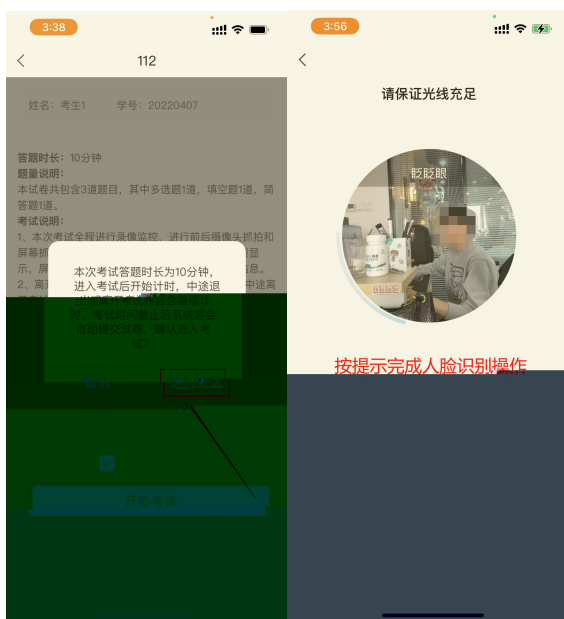 3:38
112
姓名：考生1 学号：20220407
答题时长：10分钟
题量说明：
本试卷共包含3道题目，其中多选题1道，填空题1道，简
答题1道。
考试说明：
1、本次考试全程进行录像监控，进行前后摄像头抓拍和
屏幕抓
示，屏
2、离
本次考试答题时长为10分钟，
进入考试后开始计时，中途退
时，考试时间截止后系统将会
自动提交试卷，确认进入考
试？
进入考试
开始考试
3:56
请保证光线充足
眨眨眼
按提示完成人脸识别操作